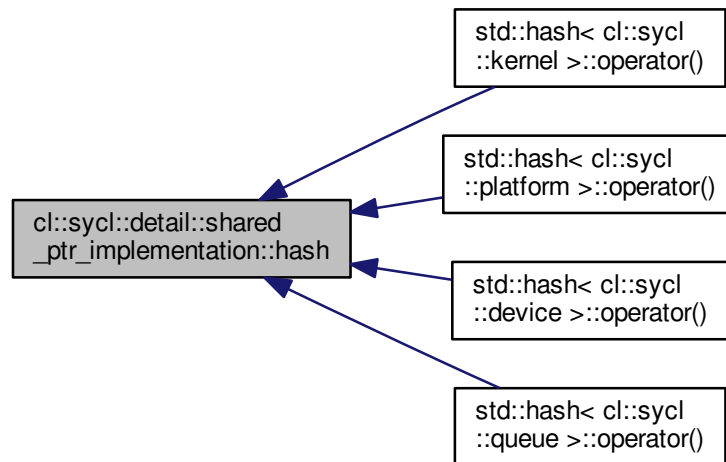 std::hash< cl::sycl
::kernel >::operator()
std::hash< cl::sycl
::platform >::operator()
cl::sycl::detail::shared
_ptr_implementation::hash
std::hash< cl::sycl
::device >::operator()
std::hash< cl::sycl
::queue >::operator()